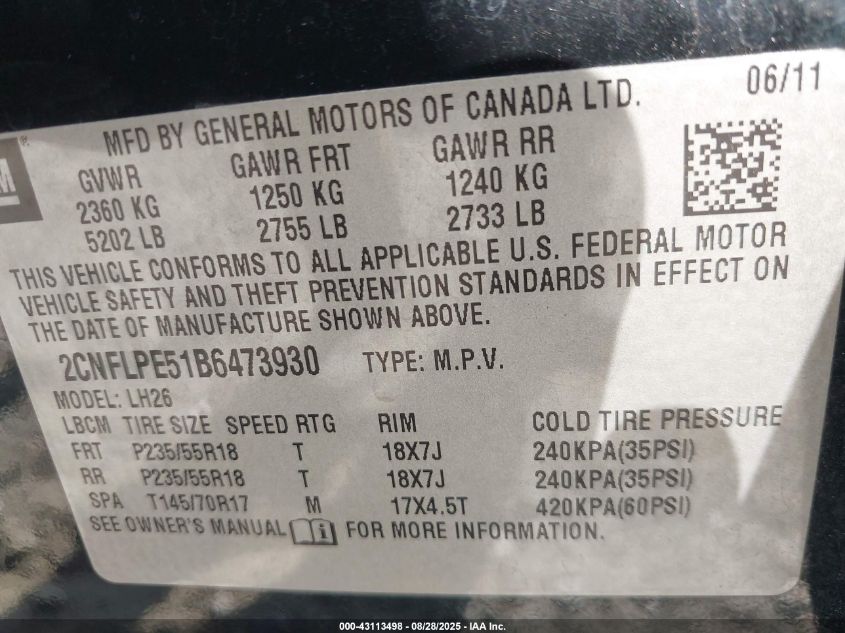 06/11
MFD BY GENERAL MOTORS OF CANADA LTD.
GVWR GAWR FRT GAWR RR
2360 KG 1250 KG 1240 KG
5202 LB 2755 LB 2733 LB
THIS VEHICLE CONFORMS TO ALL APPLICABLE U.S. FEDERAL MOTOR
VEHICLE SAFETY AND THEFT PREVENTION STANDARDS IN EFFECT ON
THE DATE OF MANUFACTURE SHOWN ABOVE.
2CNFLPE51B6473930 TYPE: M.P.V.
MODEL: LH26
LBCM TIRE SIZE SPEED RTG RIM COLD TIRE PRESSURE
FRT P235/55R18 T 18X7J 240KPA(35PSI)
RR P235/55R18 T 18X7J 240KPA(35PSI)
SPA T145/70R17 M 17X4.5T 420KPA(60PSI)
SEE OWNER'S MANUAL FOR MORE INFORMATION.
000-43113498 - 08/28/2025 - IAA Inc.